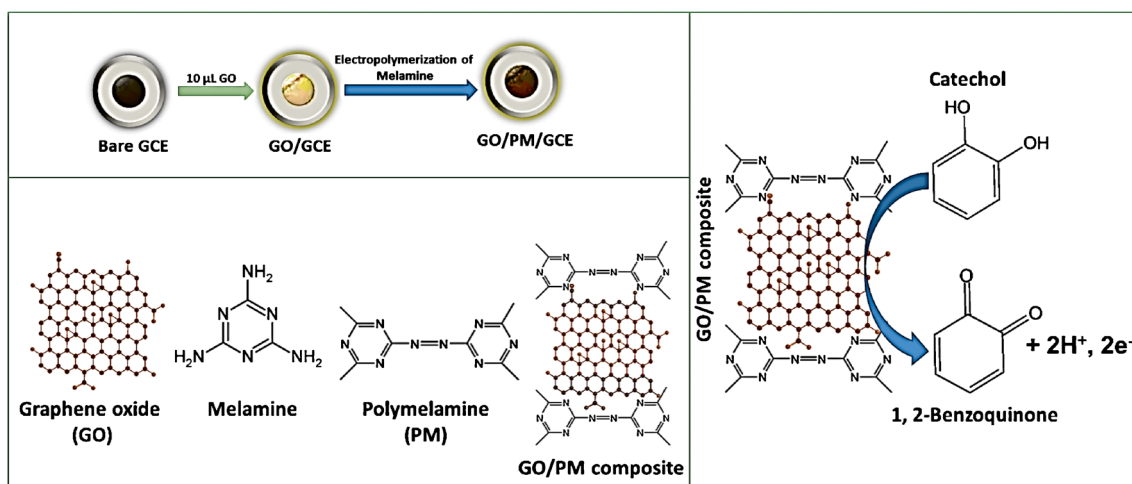 10 µL GO
Electropolymerization of
Melamine
Bare GCE
GO/GCE
GO/PM/GCE
NH₂
H₂N
NH₂
N
N
N
Graphene oxide
(GO)
Melamine
N
N
N
N=N
N
N
N
Polymelamine
(PM)
N
N
N
N=N
N
N
N
N
N
N
N=N
N
N
N
GO/PM composite
GO/PM composite
N
N
N
N=N
N
N
N
N
N
N
N=N
N
N
N
Catechol
HO
OH
O
O
+ 2H⁺, 2e⁻
1, 2-Benzoquinone